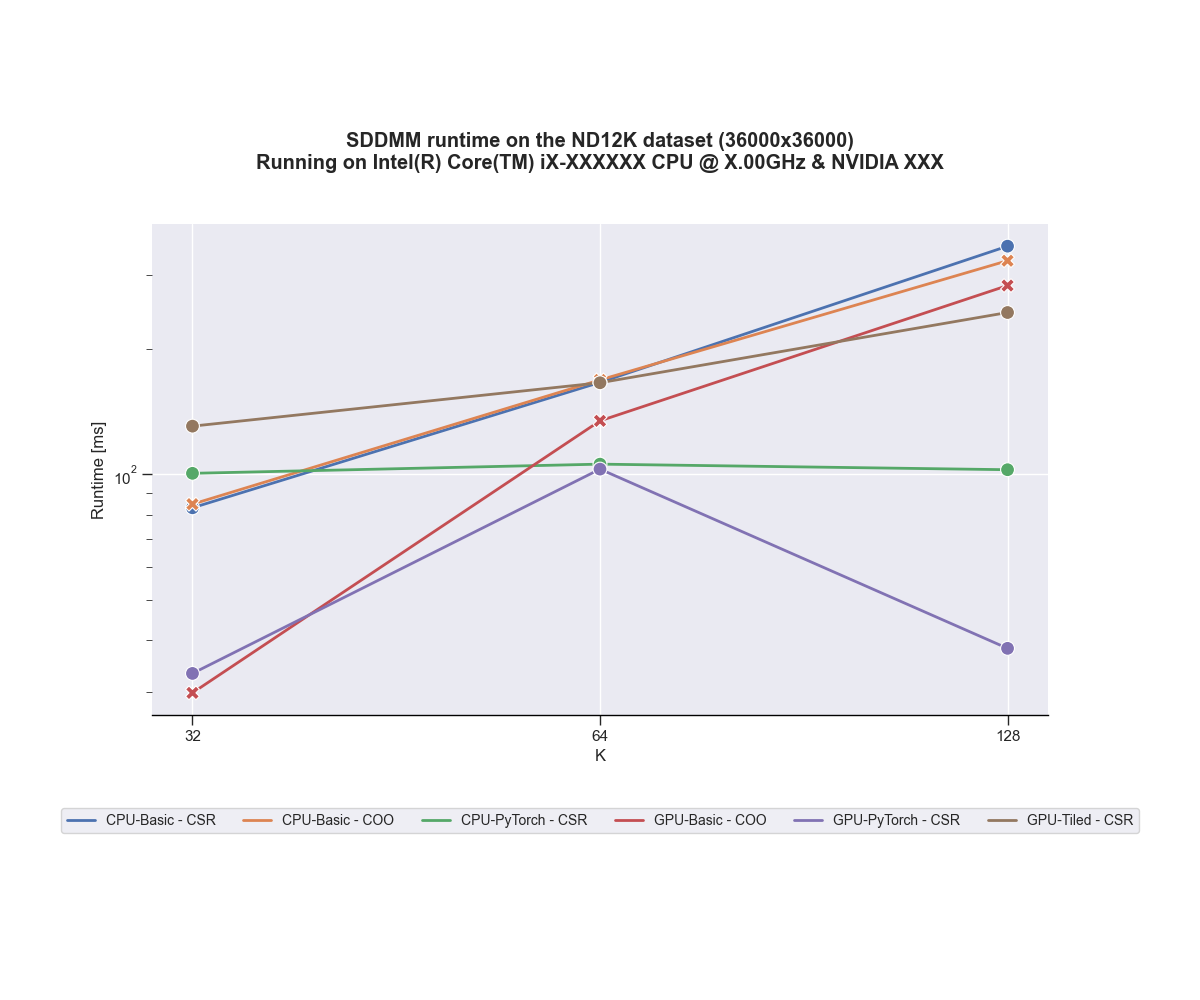 SDDMM runtime on the ND12K dataset (36000x36000)
Running on Intel(R) Core(TM) iX-XXXXXX CPU @ X.00GHz & NVIDIA XXX
Runtime [ms]
10²
32
64
128
K
CPU-Basic - CSR
CPU-Basic - COO
CPU-PyTorch - CSR
GPU-Basic - COO
GPU-PyTorch - CSR
GPU-Tiled - CSR